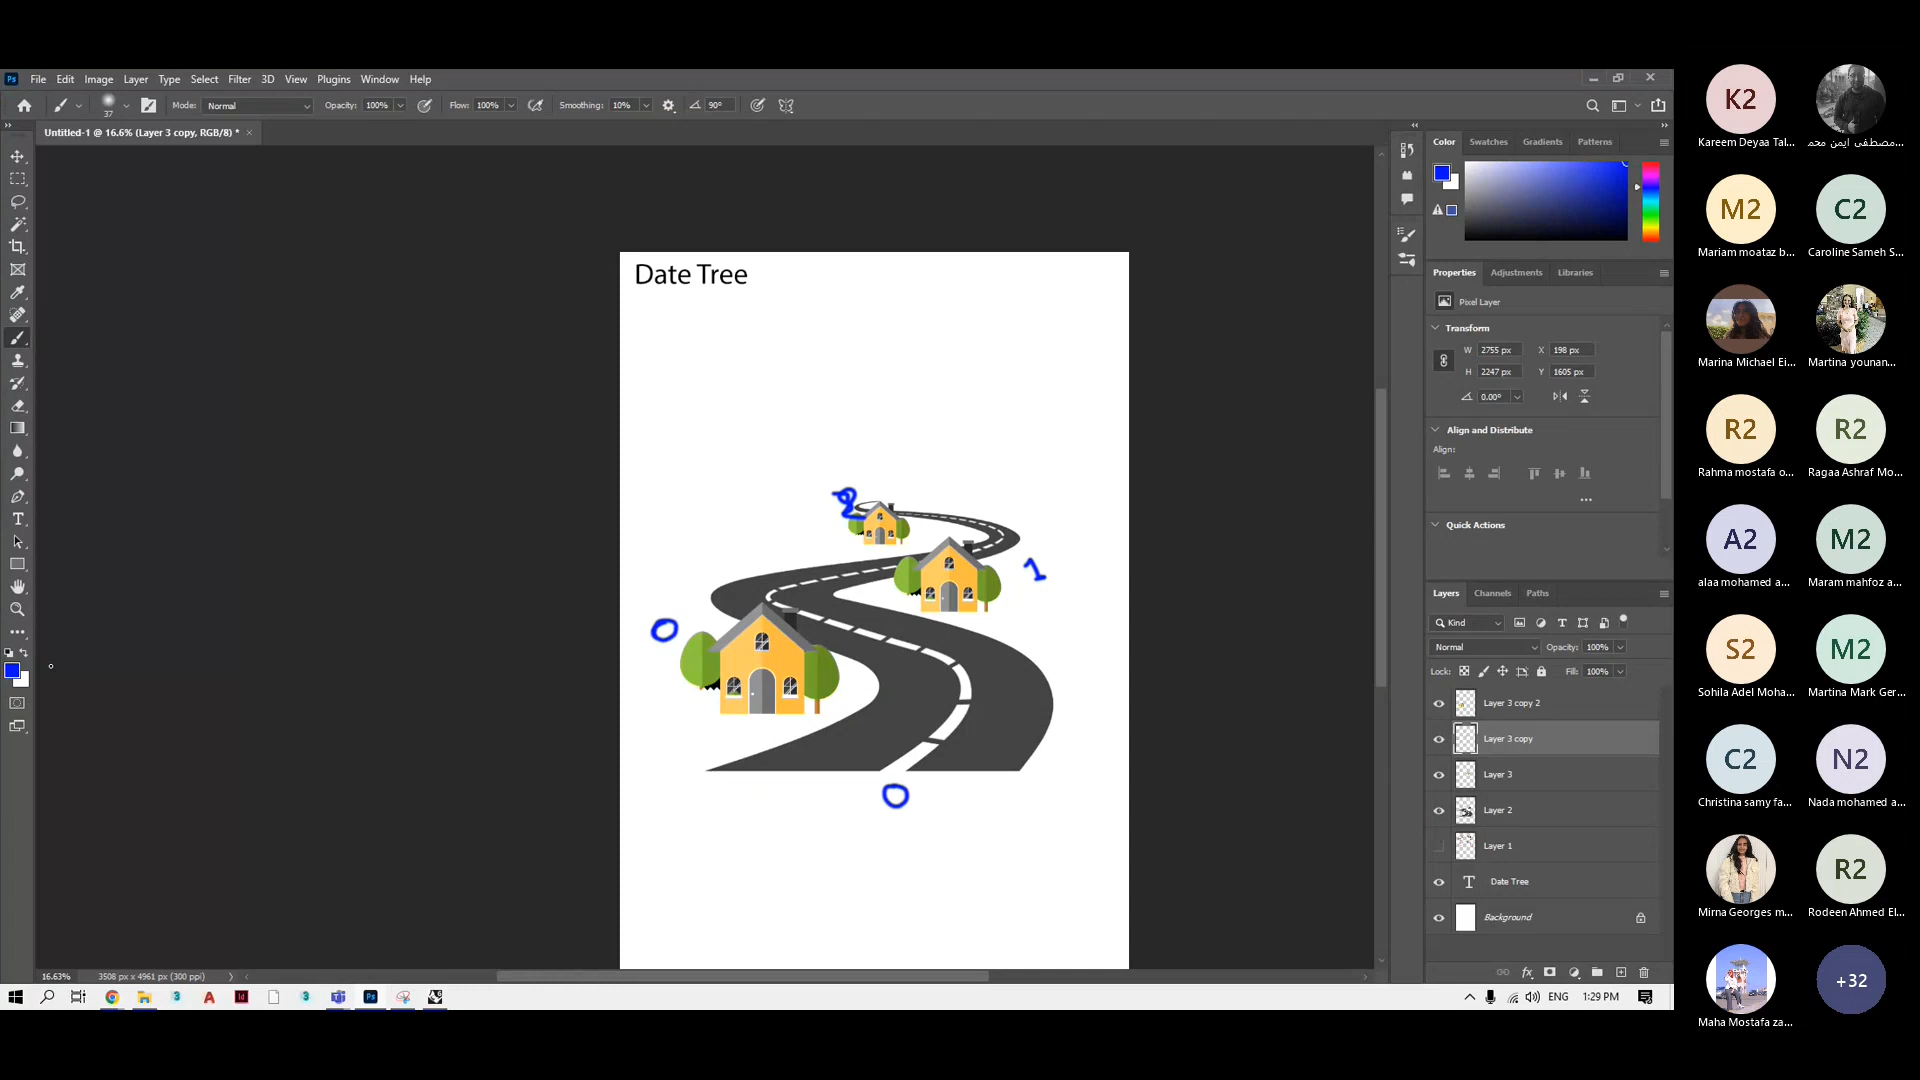 File Edit Image Layer Type Select Filter 3D View Plugins Window Help
37 Mode: Normal Opacity: 100% Flow: 100% Smoothing: 10% 90°
Untitled-1 @ 16.6% (Layer 3 copy, RGB/8) *
Date Tree
2
1
0
0
Color Swatches Gradients Patterns
Properties Adjustments Libraries
Pixel Layer
Transform
W 2755 px X 198 px
H 2247 px Y 1605 px
0.00°
Align and Distribute
Align:
Quick Actions
Layers Channels Paths
Kind
Normal Opacity: 100%
Lock: Fill: 100%
Layer 3 copy 2
Layer 3 copy
Layer 3
Layer 2
Layer 1
T Date Tree
Background
16.63% 3508 px x 4961 px (300 ppi)
ENG 1:29 PM
K2
Kareem Deyaa Tal...
مصطفى ايمن محم...
M2 C2
Mariam moataz b... Caroline Sameh S...
Marina Michael Ei... Martina younan...
R2 R2
Rahma mostafa o... Ragaa Ashraf Mo...
A2 M2
alaa mohamed a... Maram mahfoz a...
S2 M2
Sohila Adel Moha... Martina Mark Ger...
C2 N2
Christina samy fa... Nada mohamed a...
R2
Mirna Georges m... Rodeen Ahmed El...
+32
Maha Mostafa za...